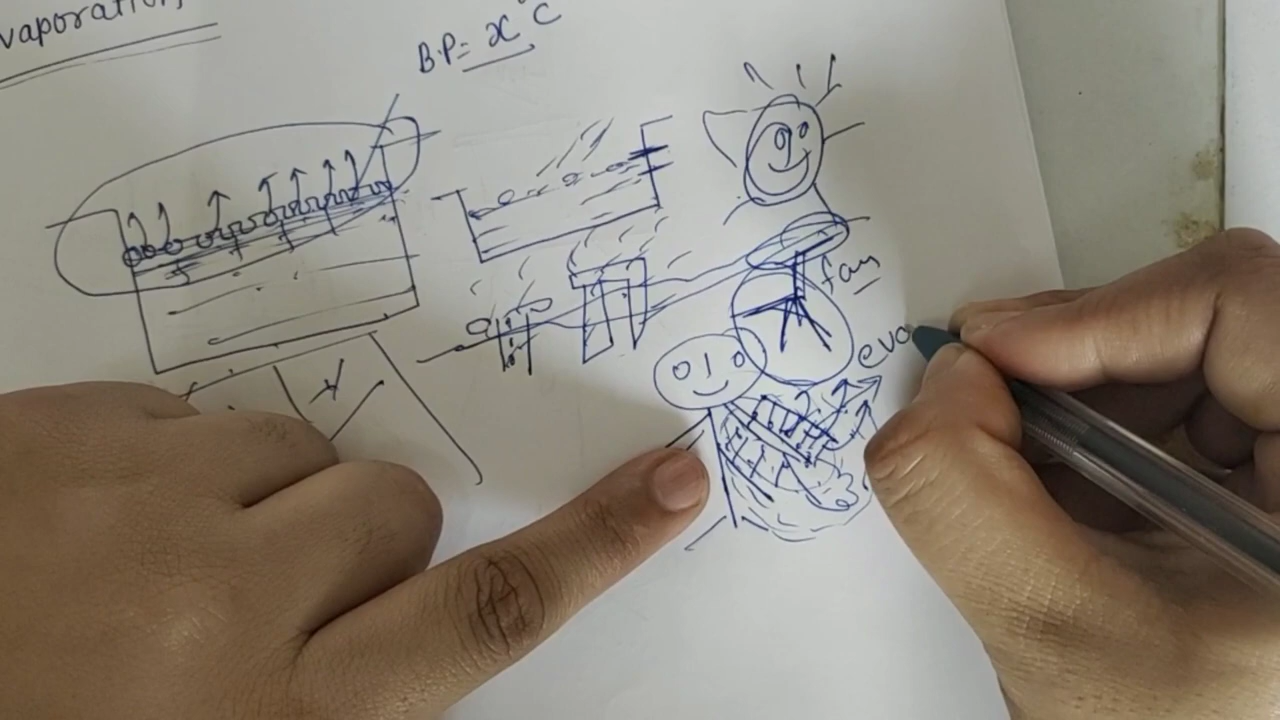 vaporation,
B.P = x°C
fan
evo